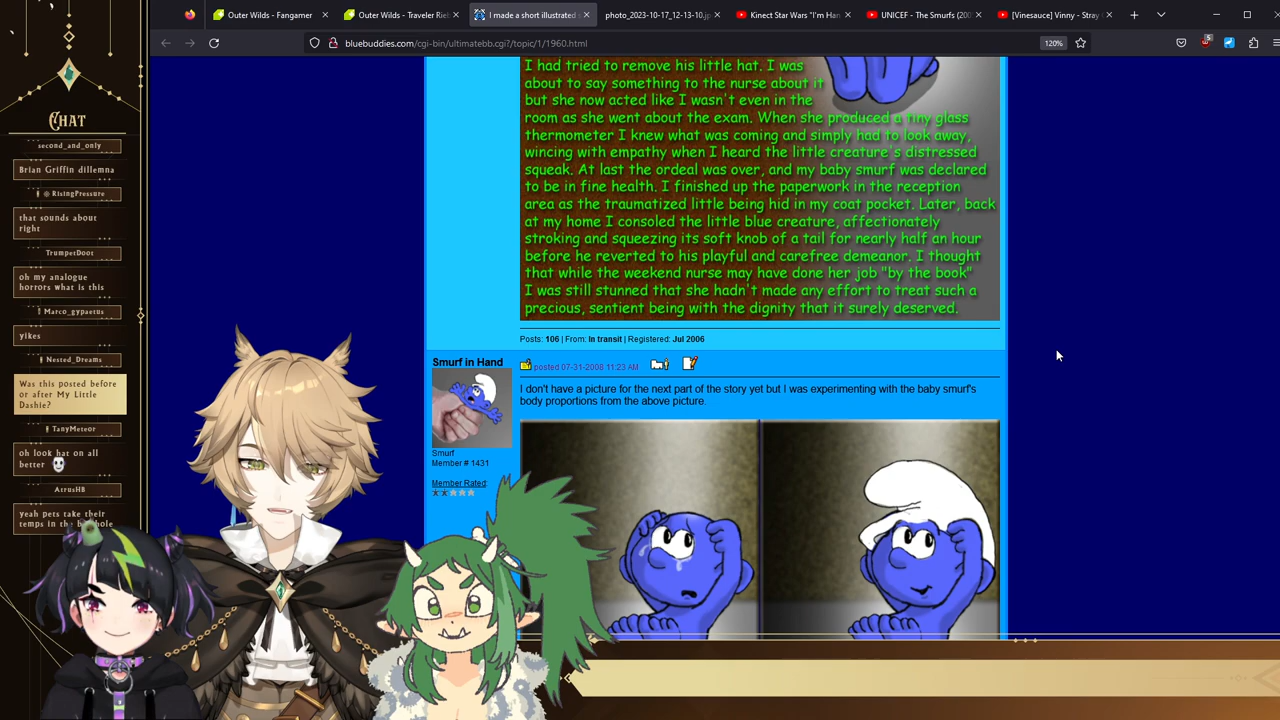 Outer Wilds - Fangamer
Outer Wilds - Traveler Rieb
I made a short illustrated
photo_2023-10-17_12-13-10.jp
Kinect Star Wars "I'm Han
UNICEF - The Smurfs (200
[Vinesauce] Vinny - Stray
bluebuddies.com/cgi-bin/ultimatebb.cgi?/topic/1/1960.html
120%
5
CHAT
second_and_only
Brian Griffin dillemna
RisingPressure
that sounds about
right
TrumpetDoot
oh my analogue
horrors what is this
Marco_gypaetus
yikes
Nested_Dreams
Was this posted before
or after My Little
Dashie?
TanyMeteor
oh look hat on all
better
AtrusHB
yeah pets take their
temps in the
I had tried to remove his little hat. I was
about to say something to the nurse about it
but she now acted like I wasn't even in the
room as she went about the exam. When she produced a tiny glass
thermometer I knew what was coming and simply had to look away,
wincing with empathy when I heard the little creature's distressed
squeak. At last the ordeal was over, and my baby smurf was declared
to be in fine health. I finished up the paperwork in the reception
area as the traumatized little being hid in my coat pocket. Later, back
at my home I consoled the little blue creature, affectionately
stroking and squeezing its soft knob of a tail for nearly half an hour
before he reverted to his playful and carefree demeanor. I thought
that while the weekend nurse may have done her job "by the book"
I was still stunned that she hadn't made any effort to treat such a
precious, sentient being with the dignity that it surely deserved.
Posts: 106 | From: In transit | Registered: Jul 2006
Smurf in Hand
posted 07-31-2008 11:23 AM
Smurf
Member # 1431
Member Rated:
I don't have a picture for the next part of the story yet but I was experimenting with the baby smurf's
body proportions from the above picture.